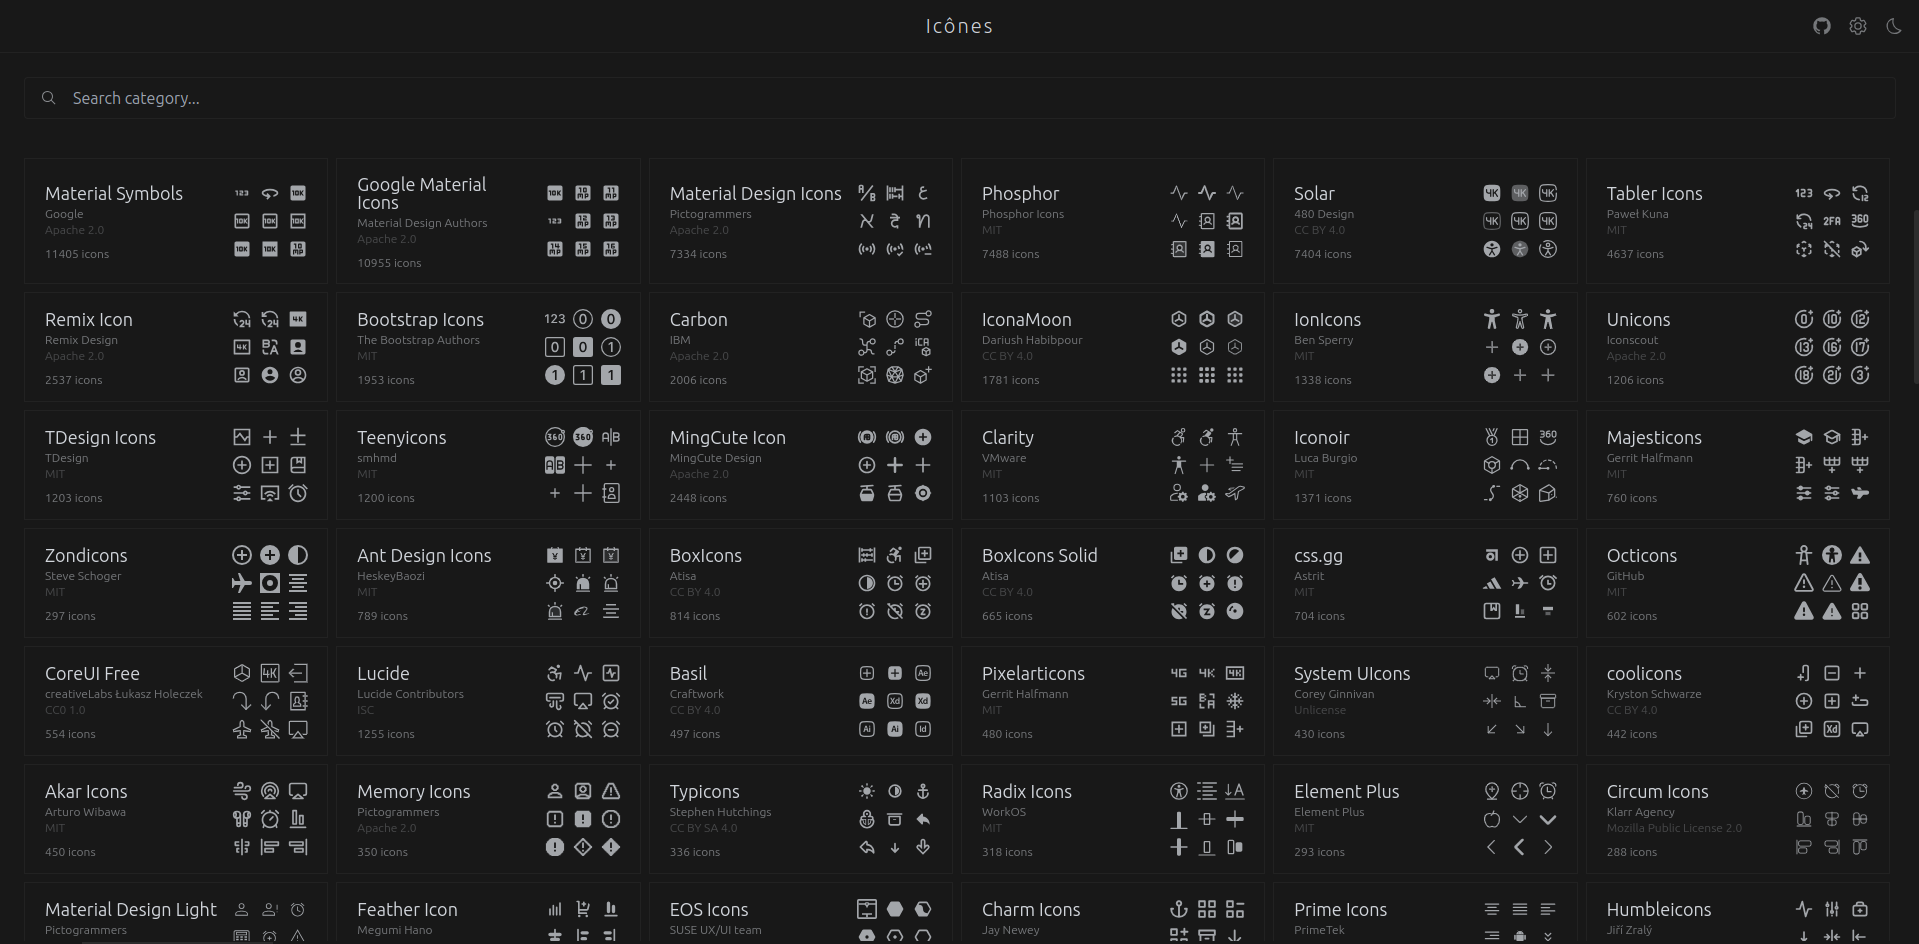 Icônes
Search category...
Material Symbols
Google
Apache 2.0
11405 icons
Google Material
Icons
Material Design Authors
Apache 2.0
10955 icons
Material Design Icons
Pictogrammers
Apache 2.0
7334 icons
Phosphor
Phosphor Icons
MIT
7488 icons
Solar
480 Design
CC BY 4.0
7404 icons
Tabler Icons
Paweł Kuna
MIT
4637 icons
Remix Icon
Remix Design
Apache 2.0
2537 icons
Bootstrap Icons
The Bootstrap Authors
MIT
1953 icons
Carbon
IBM
Apache 2.0
2006 icons
IconaMoon
Dariush Habibpour
CC BY 4.0
1781 icons
IonIcons
Ben Sperry
MIT
1338 icons
Unicons
Iconscout
Apache 2.0
1206 icons
TDesign Icons
TDesign
MIT
1203 icons
Teenyicons
smhmd
MIT
1200 icons
MingCute Icon
MingCute Design
Apache 2.0
2448 icons
Clarity
VMware
MIT
1103 icons
Iconoir
Luca Burgio
MIT
1371 icons
Majesticons
Gerrit Halfmann
MIT
760 icons
Zondicons
Steve Schoger
MIT
297 icons
Ant Design Icons
HeskeyBaozi
MIT
789 icons
BoxIcons
Atisa
CC BY 4.0
814 icons
BoxIcons Solid
Atisa
CC BY 4.0
665 icons
css.gg
Astrit
MIT
704 icons
Octicons
GitHub
MIT
602 icons
CoreUI Free
creativeLabs Łukasz Holeczek
CC0 1.0
554 icons
Lucide
Lucide Contributors
ISC
1255 icons
Basil
Craftwork
CC BY 4.0
497 icons
Pixelarticons
Gerrit Halfmann
MIT
480 icons
System UIcons
Corey Ginnivan
Unlicense
430 icons
coolicons
Kryston Schwarze
CC BY 4.0
442 icons
Akar Icons
Arturo Wibawa
MIT
450 icons
Memory Icons
Pictogrammers
Apache 2.0
350 icons
Typicons
Stephen Hutchings
CC BY SA 4.0
336 icons
Radix Icons
WorkOS
MIT
318 icons
Element Plus
Element Plus
MIT
293 icons
Circum Icons
Klarr Agency
Mozilla Public License 2.0
288 icons
Material Design Light
Pictogrammers
Feather Icon
Megumi Hano
EOS Icons
SUSE UX/UI team
Charm Icons
Jay Newey
Prime Icons
PrimeTek
Humbleicons
Jiří Zralý